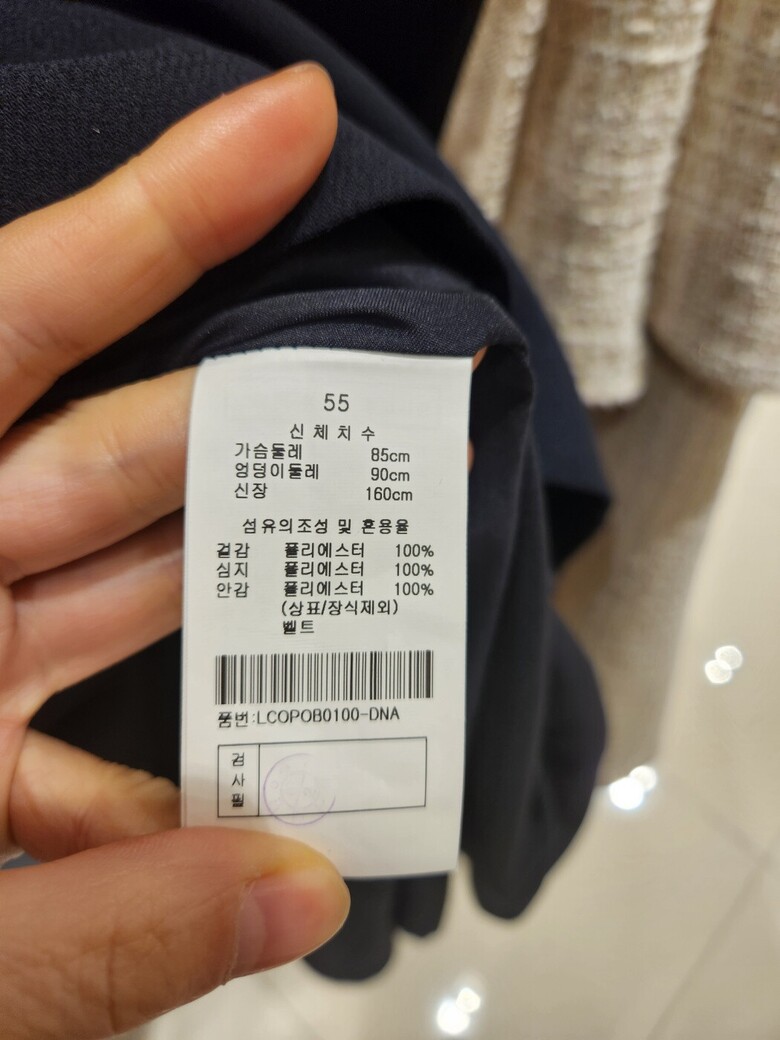 55
신체치수
가슴둘레 85cm
엉덩이둘레 90cm
신장 160cm
섬유의조성 및 혼용율
겉감 폴리에스터 100%
심지 폴리에스터 100%
안감 폴리에스터 100%
(상표/장식제외)
벨트
품번:LCOPOB0100-DNA
검사필